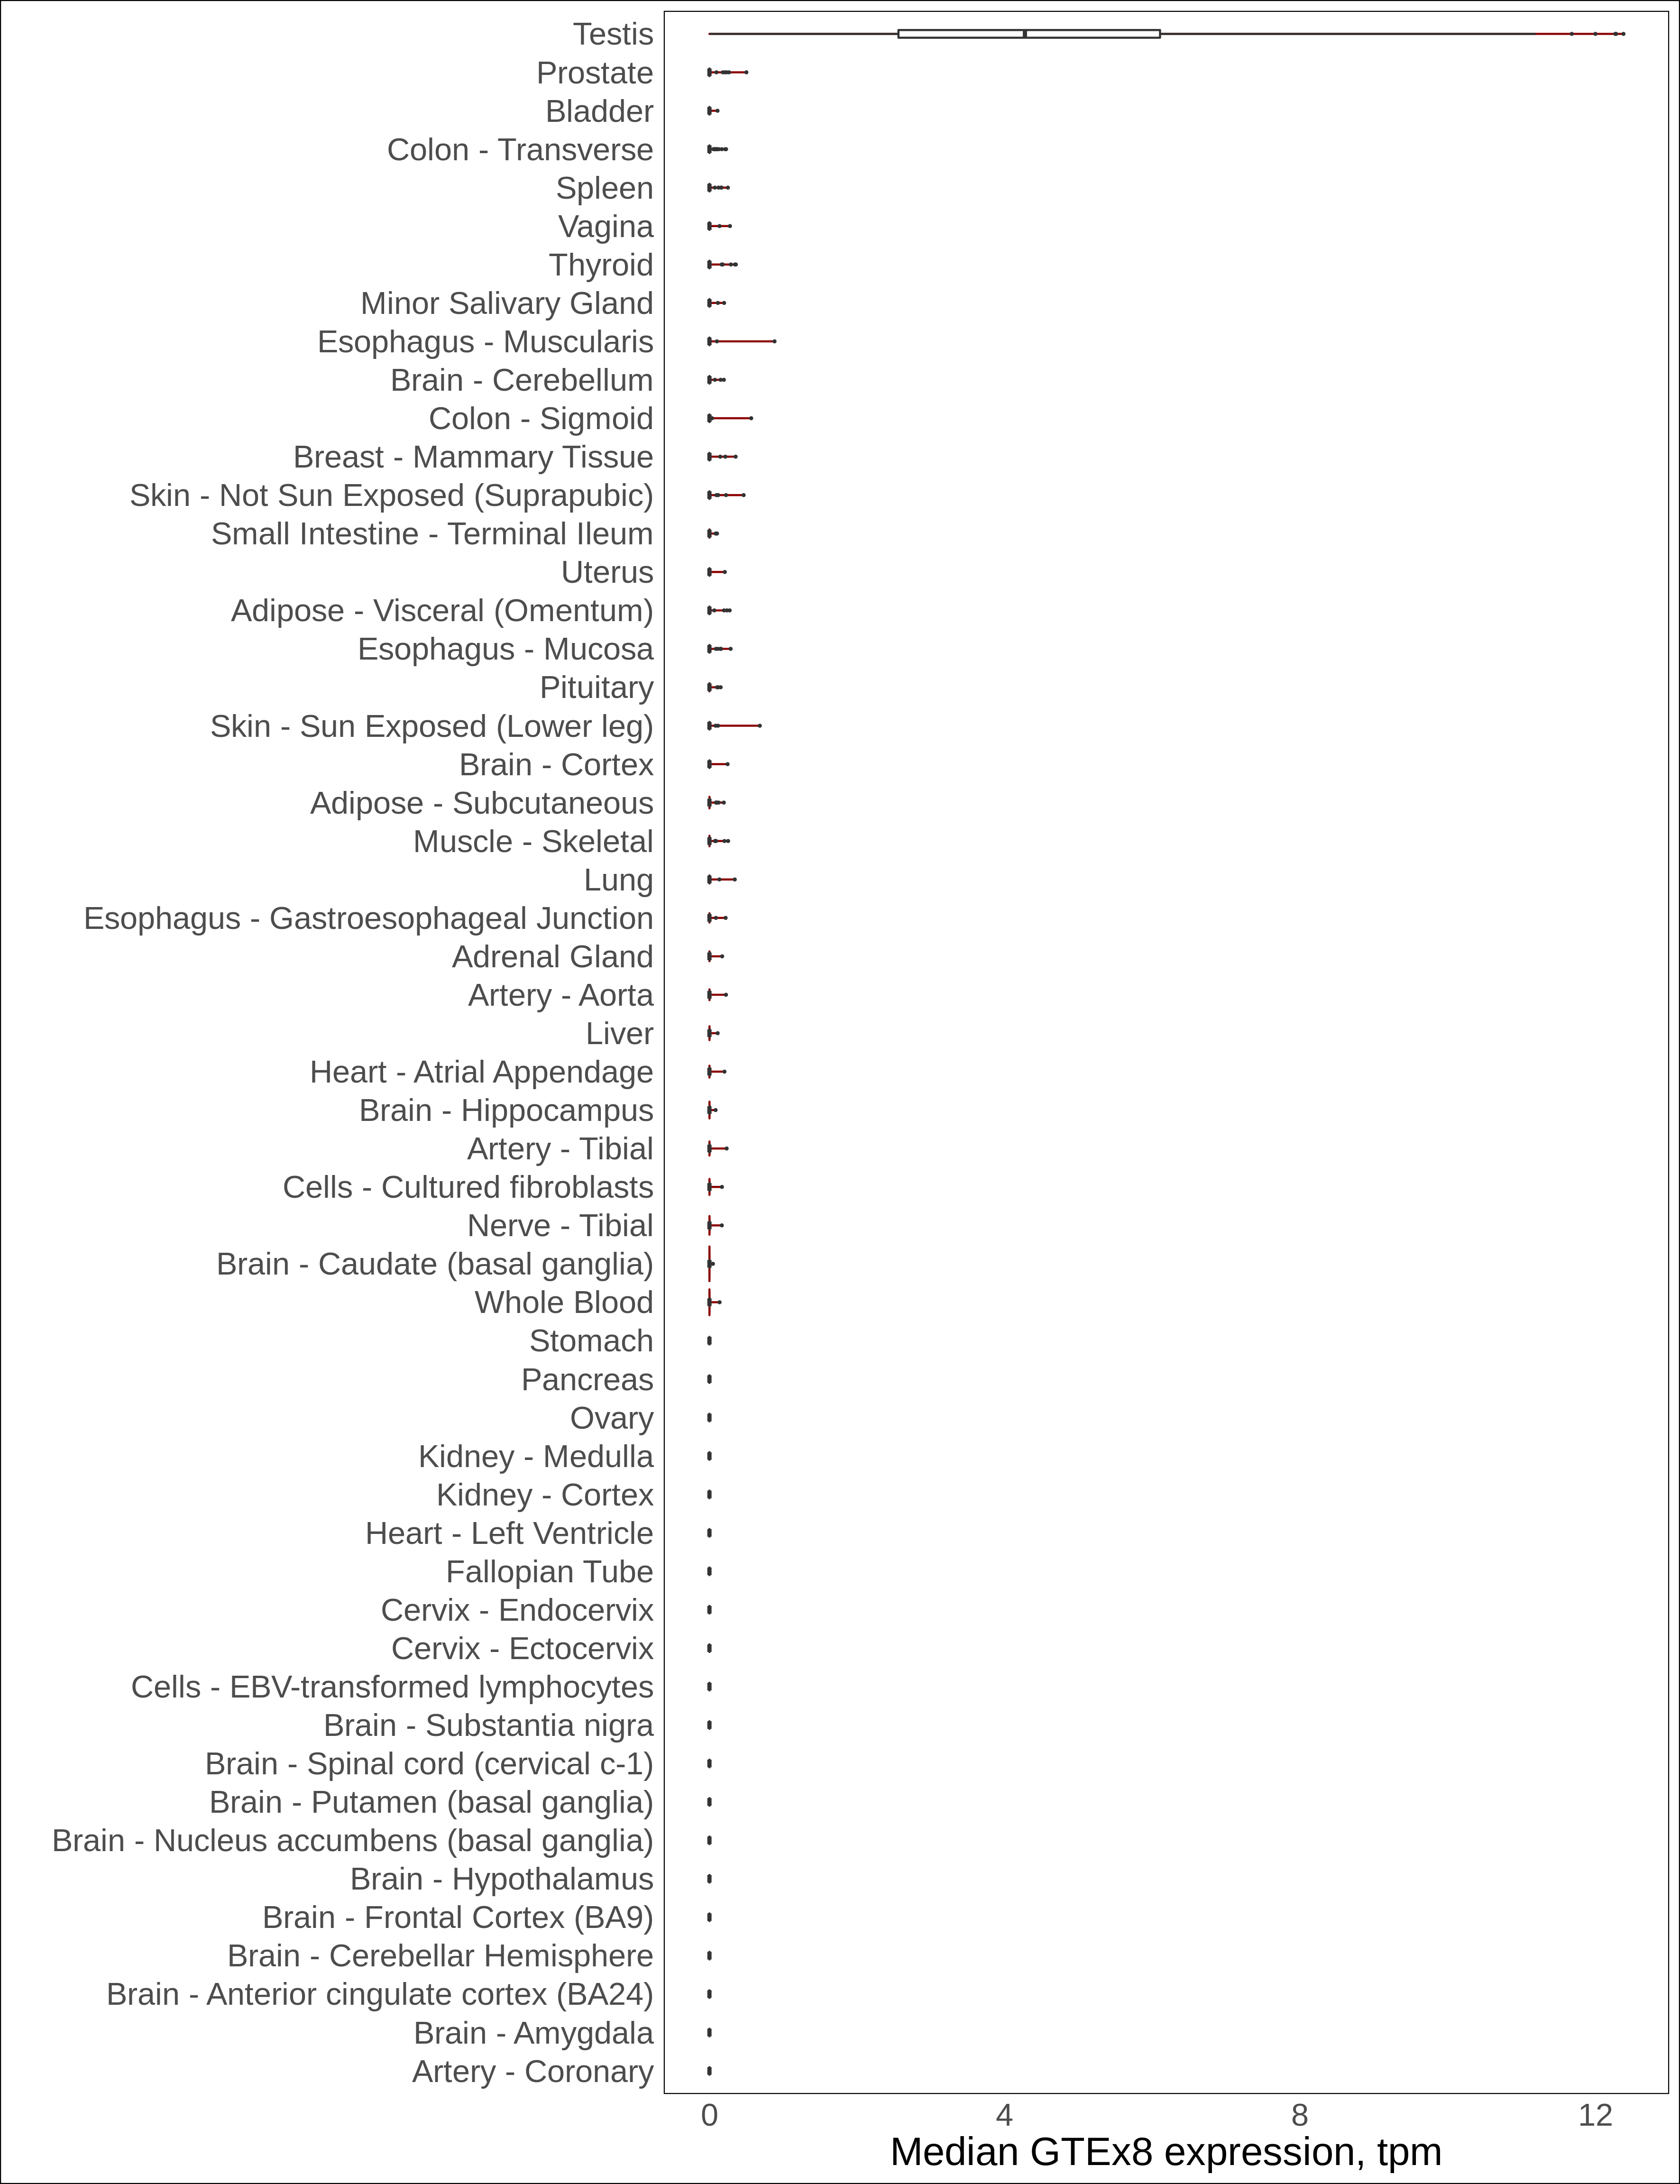 Testis
Prostate
Bladder
Colon - Transverse
Spleen
Vagina
Thyroid
Minor Salivary Gland
Esophagus - Muscularis
Brain - Cerebellum
Colon - Sigmoid
Breast - Mammary Tissue
Skin - Not Sun Exposed (Suprapubic)
Small Intestine - Terminal Ileum
Uterus
Adipose - Visceral (Omentum)
Esophagus - Mucosa
Pituitary
Skin - Sun Exposed (Lower leg)
Brain - Cortex
Adipose - Subcutaneous
Muscle - Skeletal
Lung
Esophagus - Gastroesophageal Junction
Adrenal Gland
Artery - Aorta
Liver
Heart - Atrial Appendage
Brain - Hippocampus
Artery - Tibial
Cells - Cultured fibroblasts
Nerve - Tibial
Brain - Caudate (basal ganglia)
Whole Blood
Stomach
Pancreas
Ovary
Kidney - Medulla
Kidney - Cortex
Heart - Left Ventricle
Fallopian Tube
Cervix - Endocervix
Cervix - Ectocervix
Cells - EBV-transformed lymphocytes
Brain - Substantia nigra
Brain - Spinal cord (cervical c-1)
Brain - Putamen (basal ganglia)
Brain - Nucleus accumbens (basal ganglia)
Brain - Hypothalamus
Brain - Frontal Cortex (BA9)
Brain - Cerebellar Hemisphere
Brain - Anterior cingulate cortex (BA24)
Brain - Amygdala
Artery - Coronary
0 4 8 12
Median GTEx8 expression, tpm